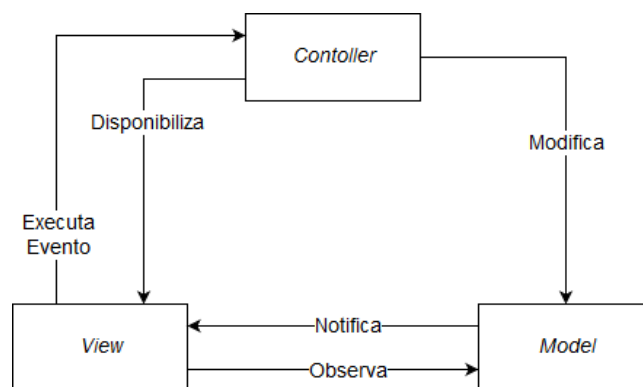 Contoller
Disponibiliza
Modifica
Executa
Evento
Notifica
View
Model
Observa